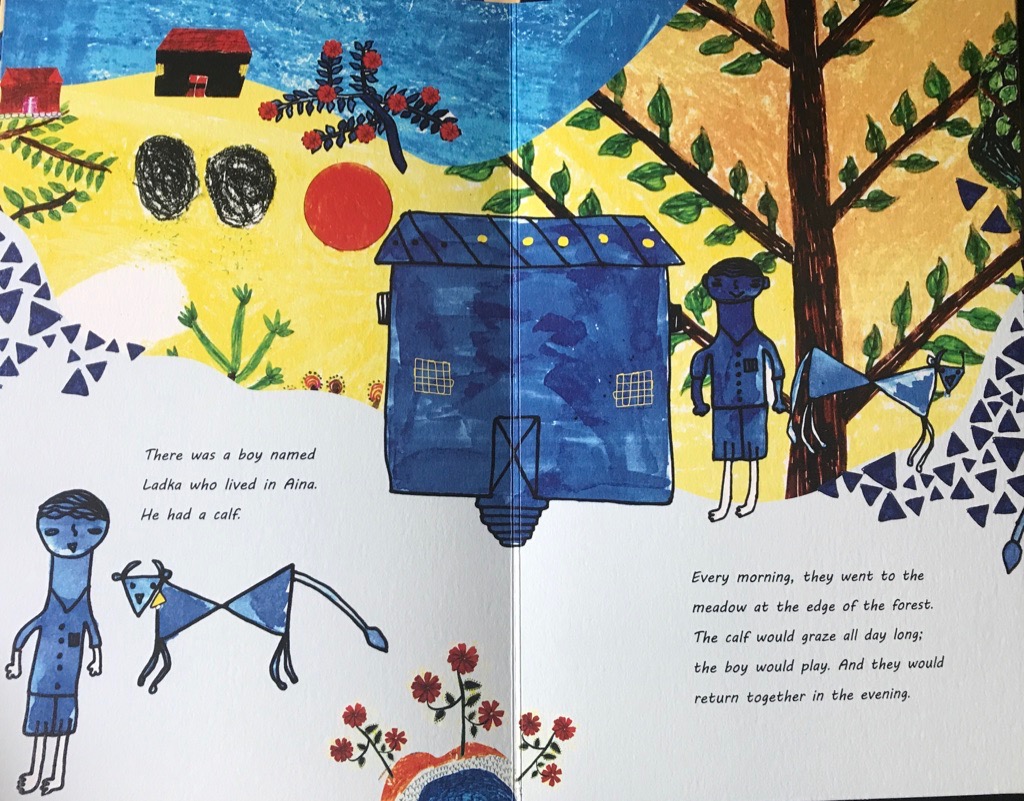 There was a boy named
Ladka who lived in Aina.
He had a calf.
Every morning, they went to the
meadow at the edge of the forest.
The calf would graze all day long;
the boy would play. And they would
return together in the evening.